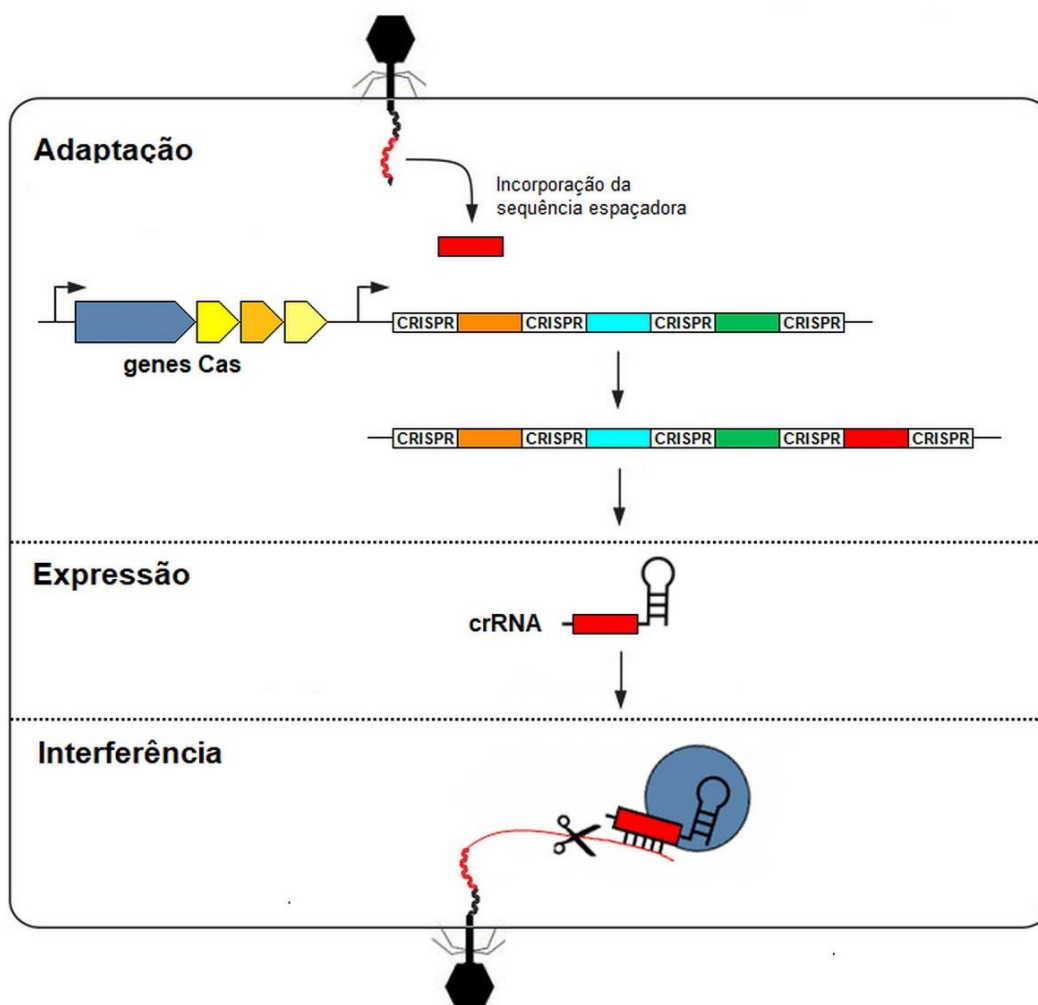 Adaptação
Incorporação da
sequência espaçadora
CRISPR CRISPR CRISPR CRISPR
genes Cas
CRISPR CRISPR CRISPR CRISPR CRISPR
Expressão
crRNA
Interferência